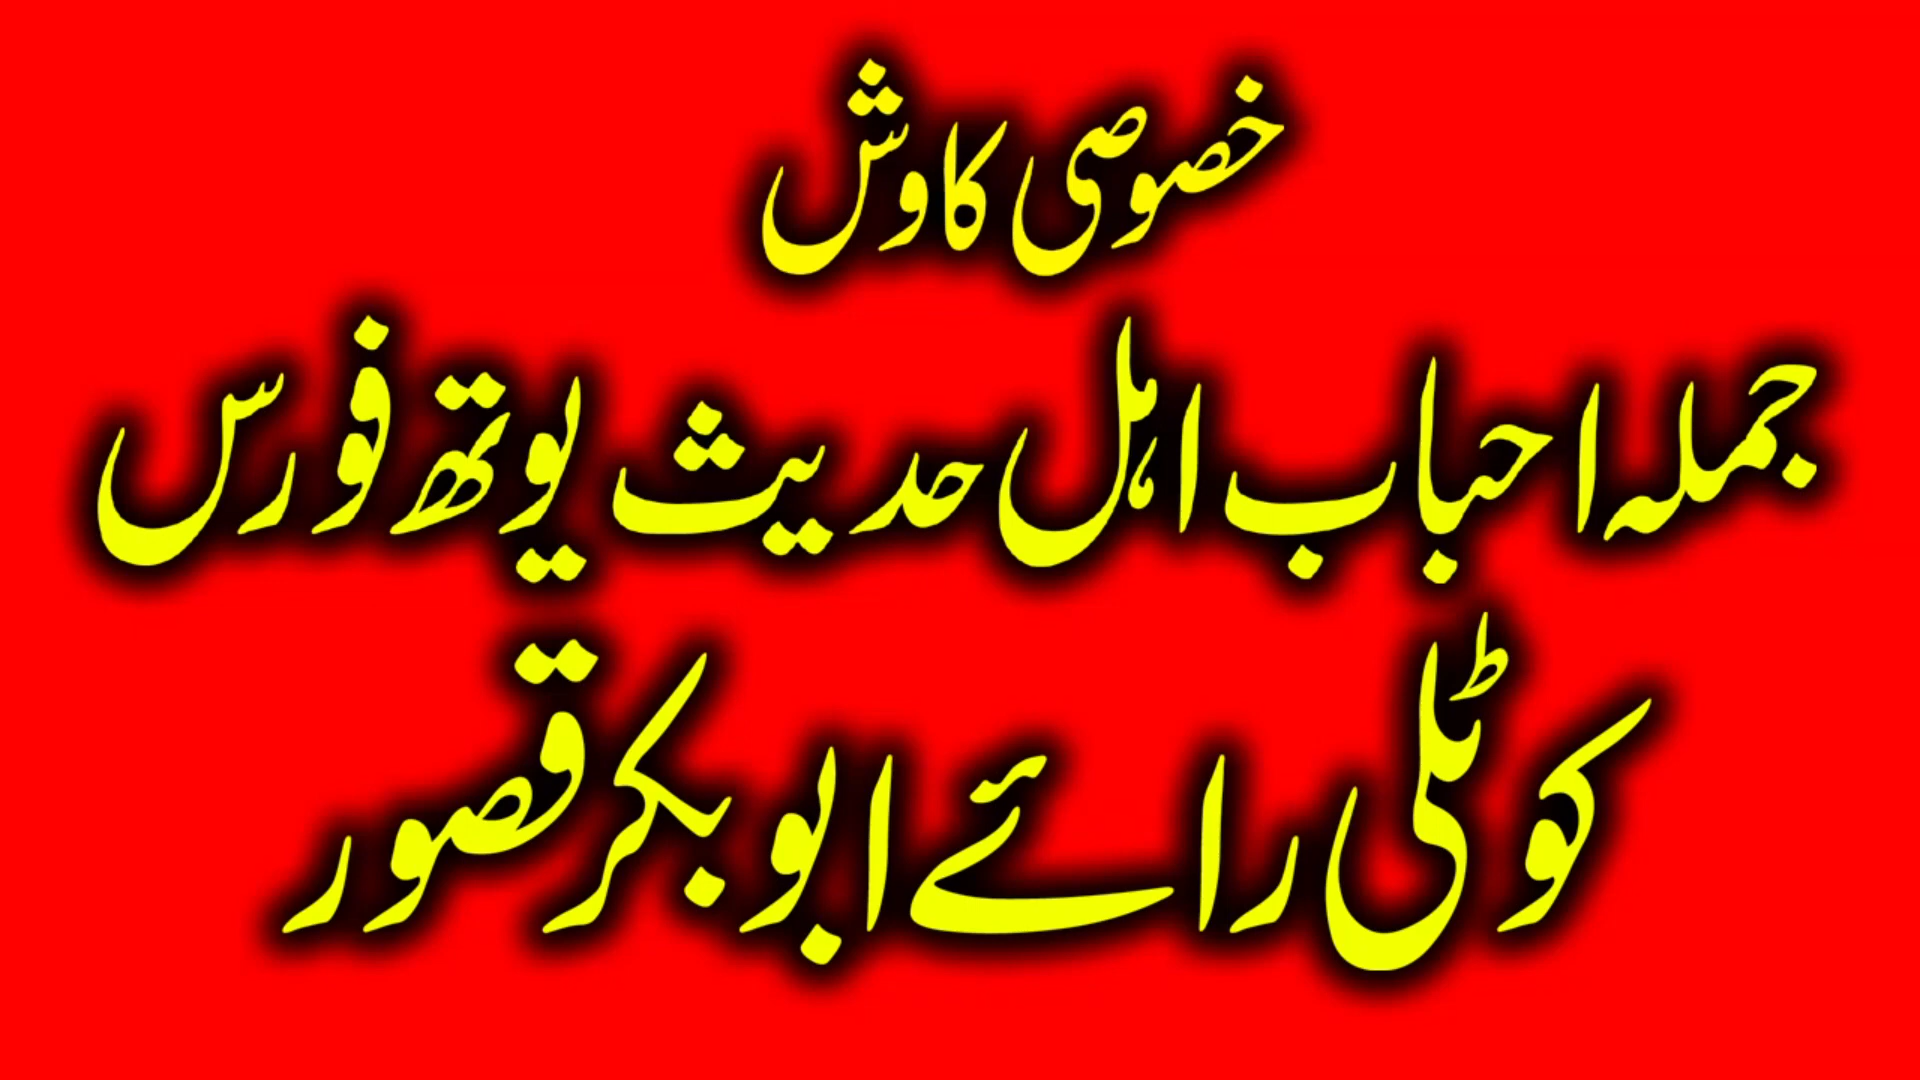 خصوصی کاوش
جملہ احباب اہل حدیث یوتھ فورس
کوٹلی رائے ابوبکر قصور